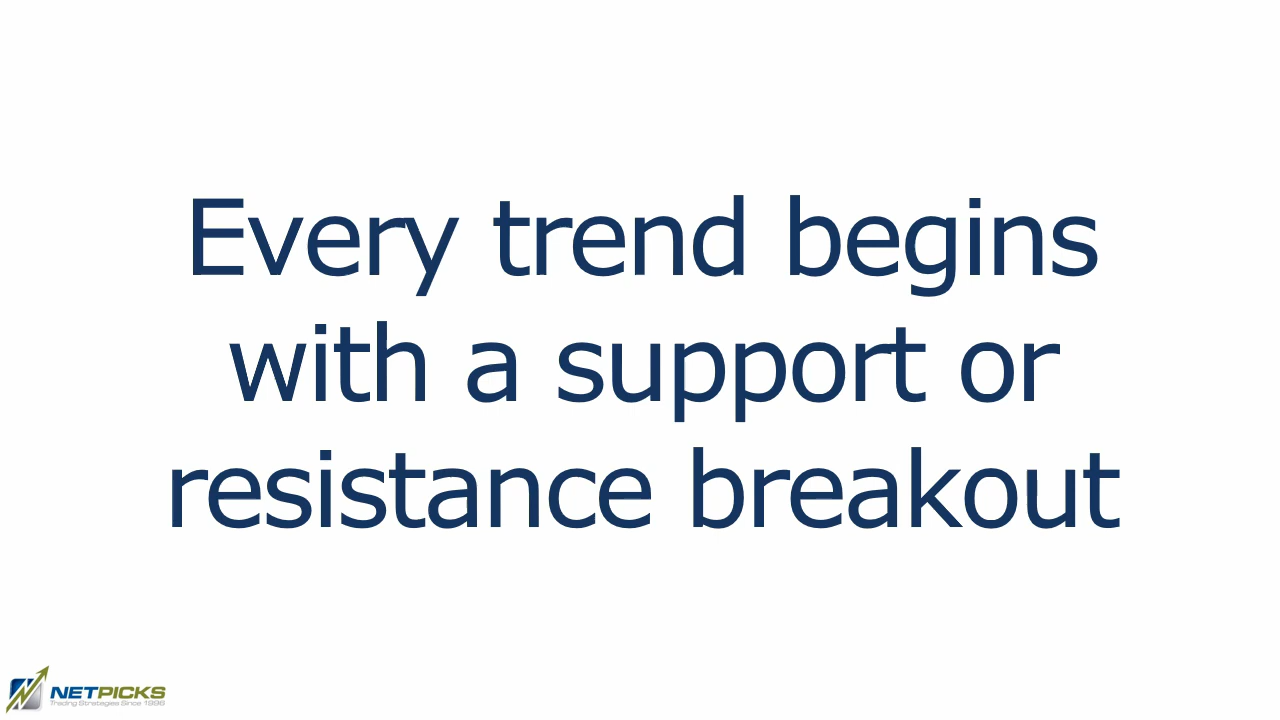 Every trend begins
with a support or
resistance breakout
NETPICKS
Trading Strategies Since 1996